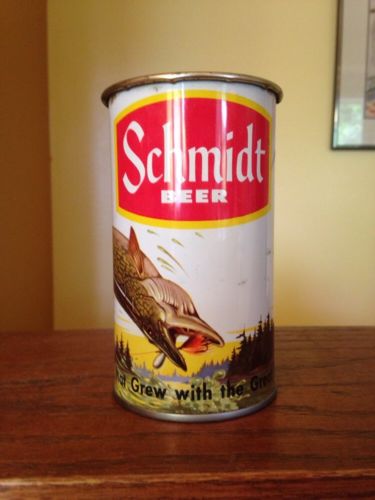 Schmidt
BEER
Grew with the